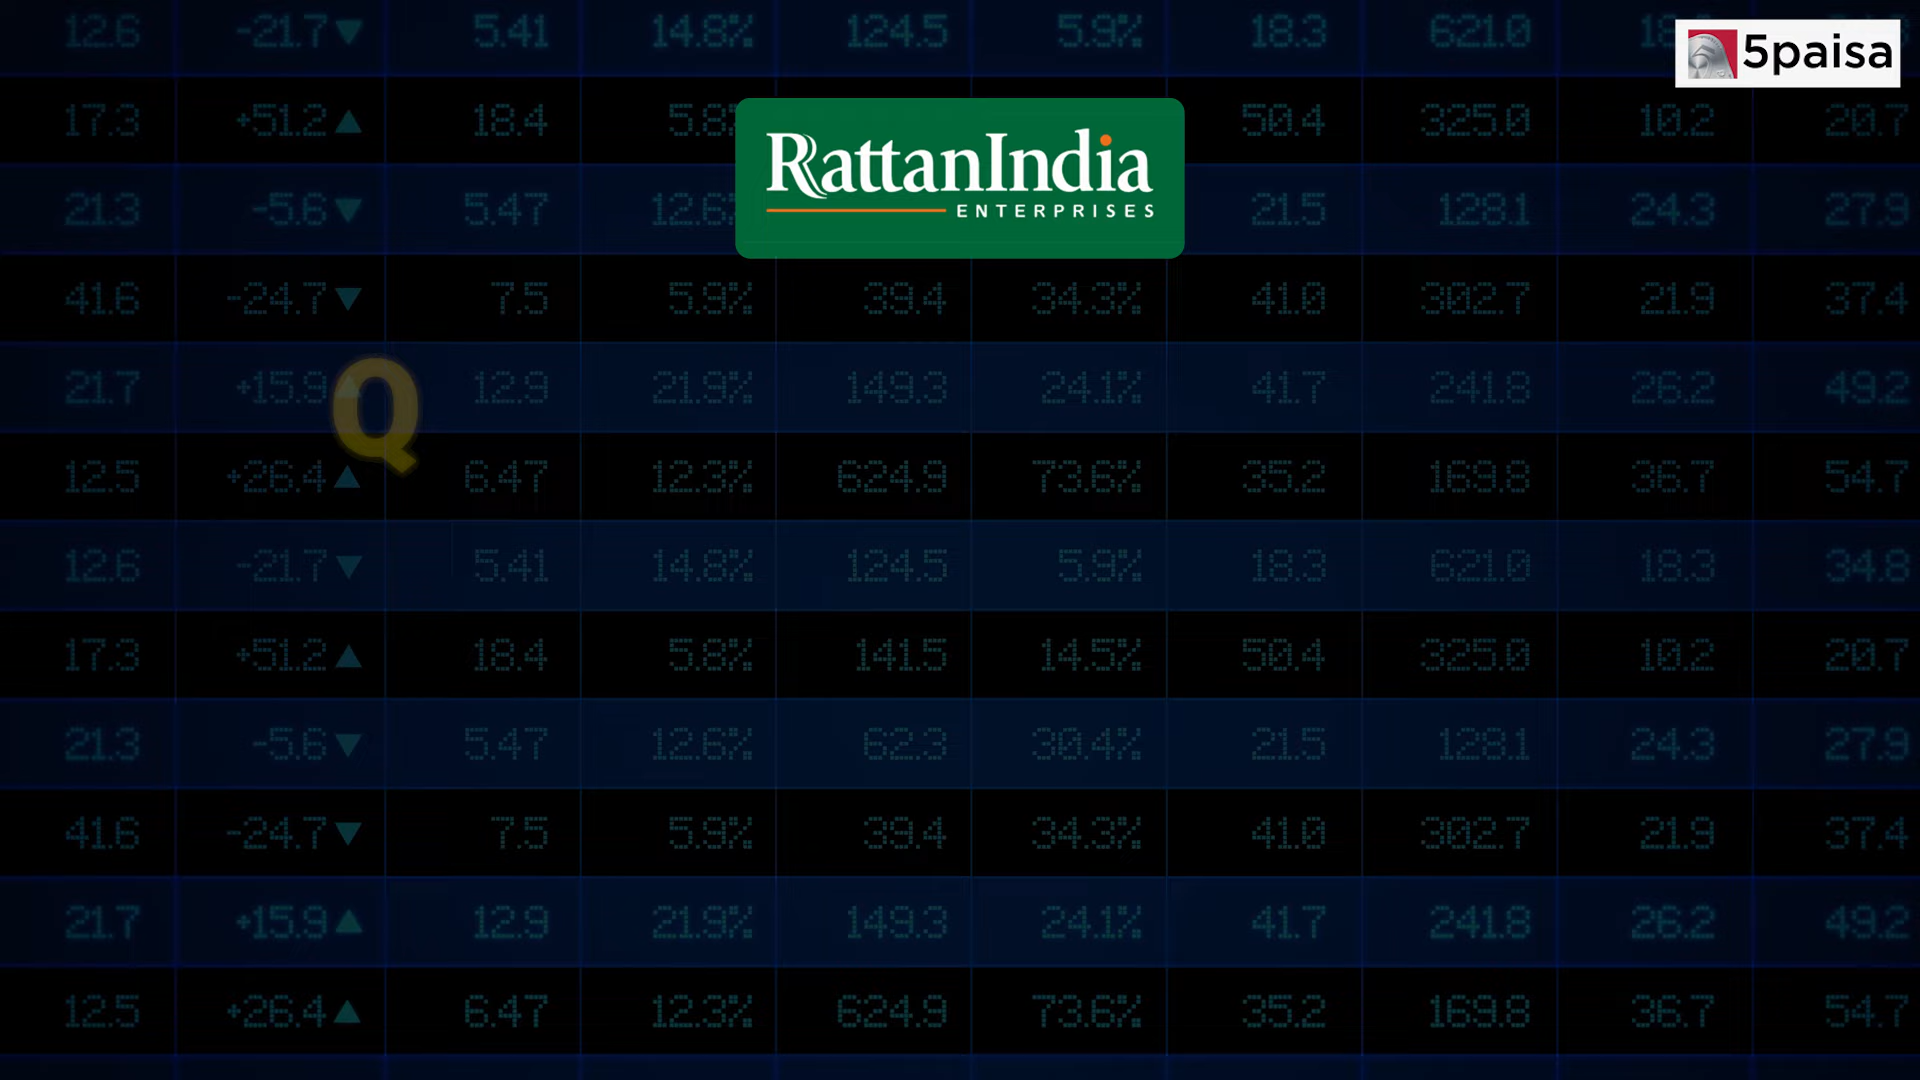 12.6 -21.7▼ 5.41 14.8% 124.5 5.9% 18.3 621.0
5paisa
17.3 +51.2▲ 18.4 5.8 50.4 325.0 10.2 20.7
RattanIndia
ENTERPRISES
21.3 -5.6▼ 5.47 12.6 21.5 128.1 24.3 27.9
41.6 -24.7▼ 7.5 5.9% 39.4 34.3% 41.0 302.7 21.9 37.4
21.7 +15.9 12.9 21.9% 149.3 24.1% 41.7 241.8 26.2 49.2
Q
12.5 +26.4▲ 6.47 12.3% 624.9 73.6% 35.2 169.8 36.7 54.7
12.6 -21.7▼ 5.41 14.8% 124.5 5.9% 18.3 621.0 18.3 34.8
17.3 +51.2▲ 18.4 5.8% 141.5 14.5% 50.4 325.0 10.2 20.7
21.3 -5.6▼ 5.47 12.6% 62.3 30.4% 21.5 128.1 24.3 27.9
41.6 -24.7▼ 7.5 5.9% 39.4 34.3% 41.0 302.7 21.9 37.4
21.7 +15.9▲ 12.9 21.9% 149.3 24.1% 41.7 241.8 26.2 49.2
12.5 +26.4▲ 6.47 12.3% 624.9 73.6% 35.2 169.8 36.7 54.7